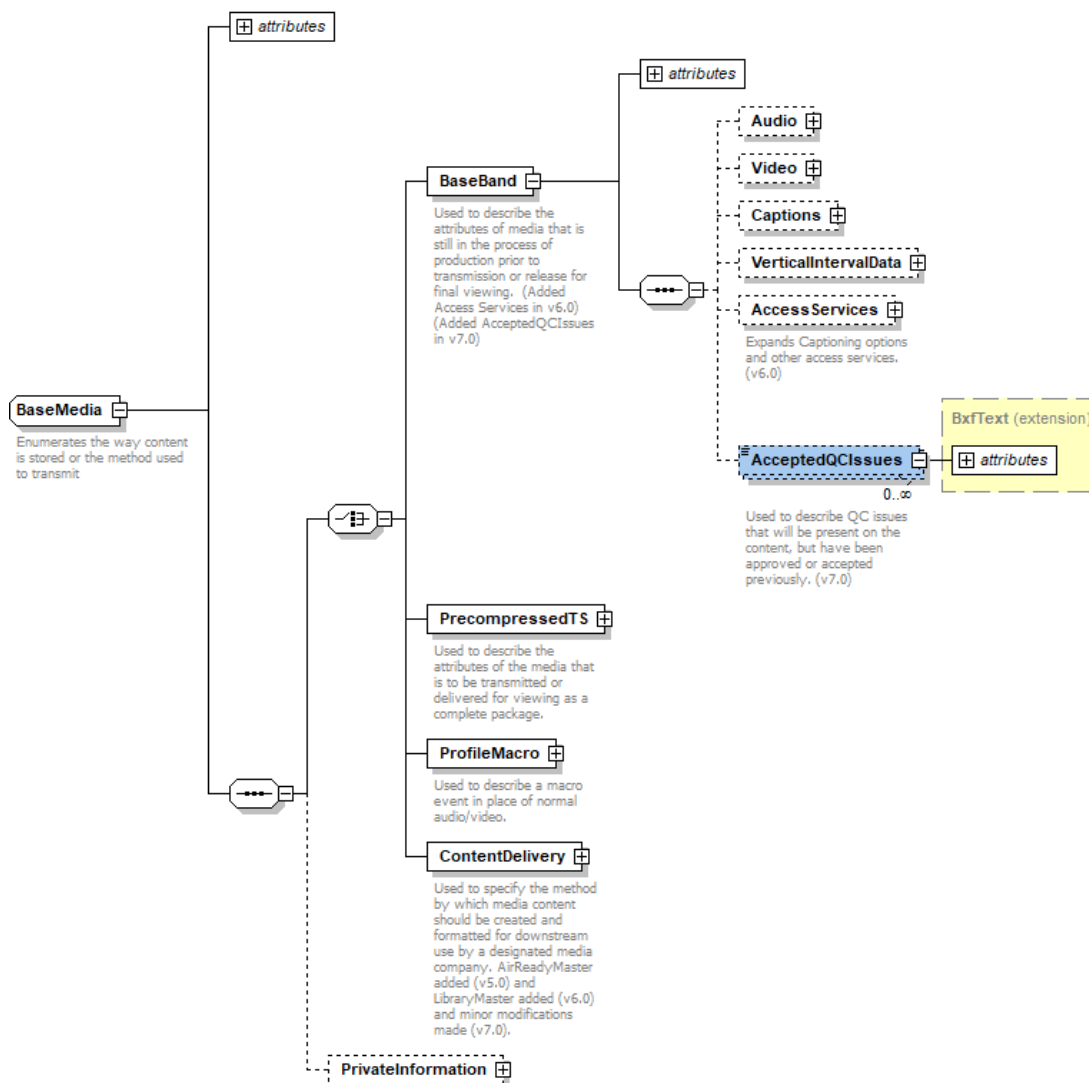 attributes
attributes
Audio
Video
BaseBand
Used to describe the
attributes of media that is
still in the process of
production prior to
transmission or release for
final viewing.  (Added
Access Services in v6.0)
(Added AcceptedQCIssues
in v7.0)
Captions
VerticalIntervalData
AccessServices
Expands Captioning options
and other access services.
(v6.0)
BaseMedia
Enumerates the way content
is stored or the method used
to transmit
BxfText (extension)
AcceptedQCIssues
attributes
0..∞
Used to describe QC issues
that will be present on the
content, but have been
approved or accepted
previously. (v7.0)
PrecompressedTS
Used to describe the
attributes of the media that
is to be transmitted or
delivered for viewing as a
complete package.
ProfileMacro
Used to describe a macro
event in place of normal
audio/video.
ContentDelivery
Used to specify the method
by which media content
should be created and
formatted for downstream
use by a designated media
company. AirReadyMaster
added (v5.0) and
LibraryMaster added (v6.0)
and minor modifications
made (v7.0).
PrivateInformation